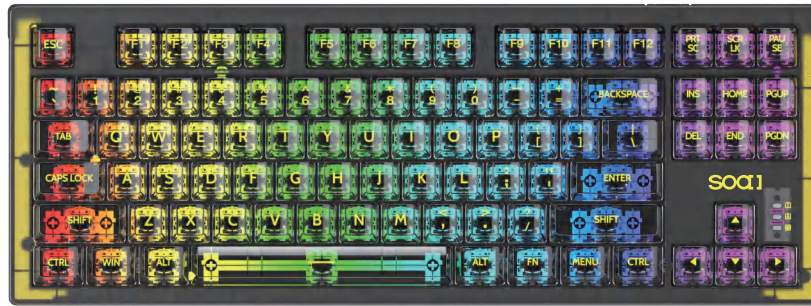 ESC F1 F2 F3 F4 F5 F6 F7 F8 F9 F10 F11 F12 PRT SC SCR LK PAU SE
~ ! 1 @ 2 # 3 $ 4 % 5 ^ 6 & 7 * 8 ( 9 ) 0 _ - + = BACKSPACE INS HOME PGUP
TAB Q W E R T Y U I O P { [ } ] | \ DEL END PGDN
CAPS LOCK A S D F G H J K L : ; " ' ENTER SOAI
SHIFT Z X C V B N M < , > . ? / SHIFT
CTRL WIN ALT ALT FN MENU CTRL